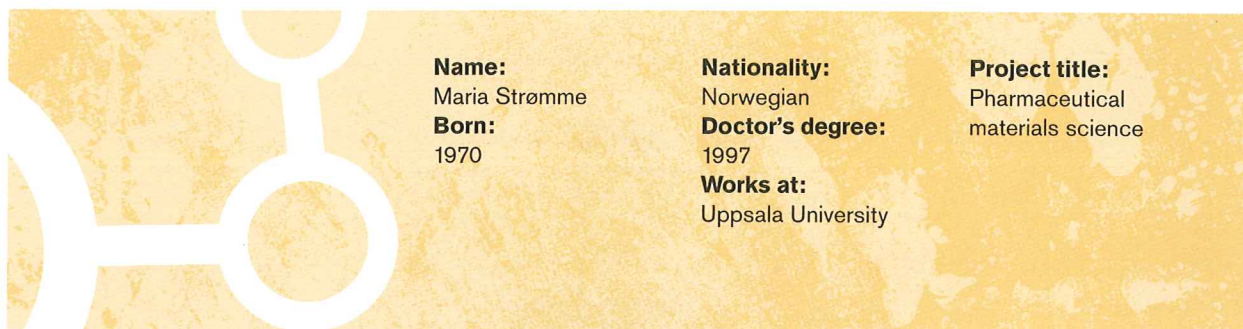 Name:
Maria Strømme
Born:
1970
Nationality:
Norwegian
Doctor's degree:
1997
Works at:
Uppsala University
Project title:
Pharmaceutical
materials science